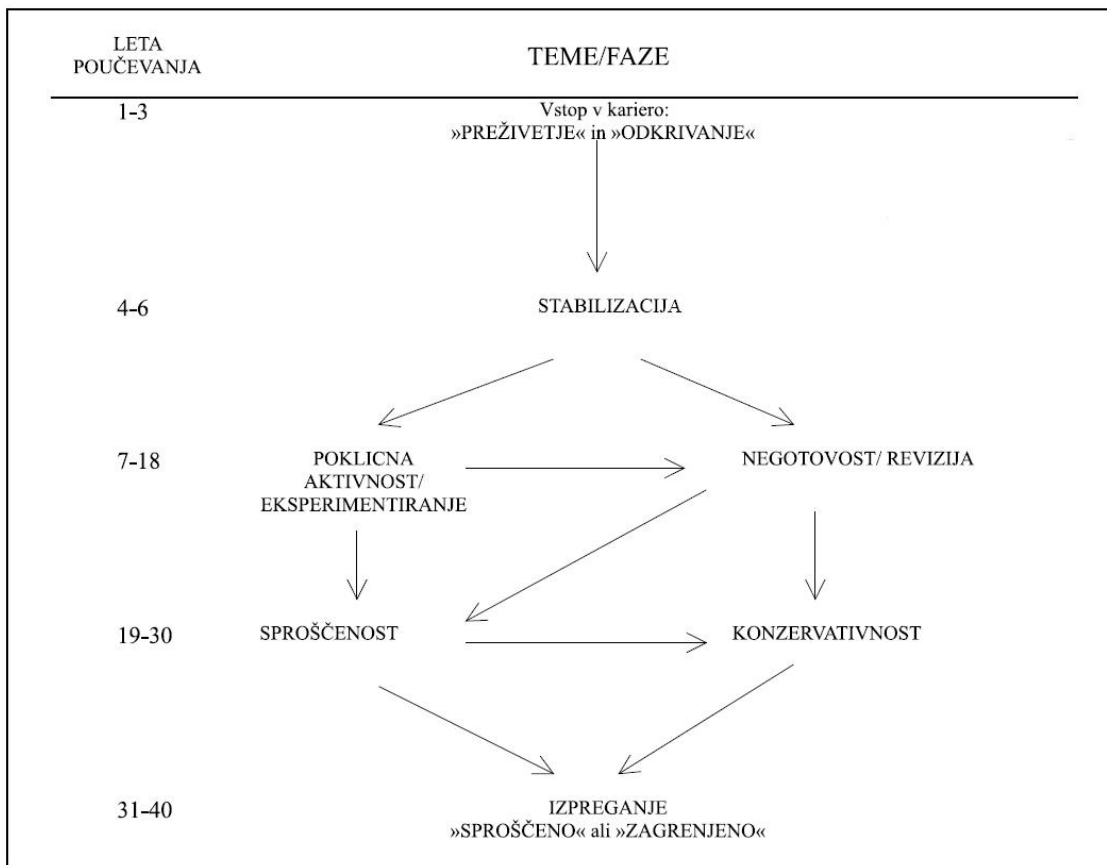 LETA
POUČEVANJA
TEME/FAZE
1-3
Vstop v kariero:
»PREŽIVETJE« in »ODKRIVANJE«
4-6
STABILIZACIJA
7-18
POKLICNA
AKTIVNOST/
EKSPERIMENTIRANJE
NEGOTOVOST/ REVIZIJA
19-30
SPROŠČENOST
KONZERVATIVNOST
31-40
IZPREGANJE
»SPROŠČENO« ali »ZAGRENJENO«